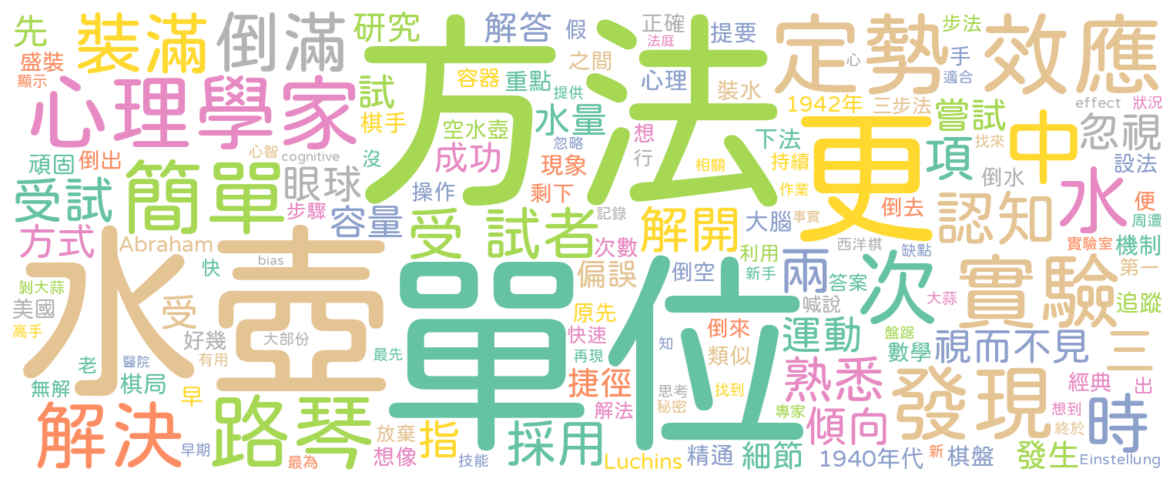 先 裝滿 倒滿 研究 方法 解答 假 正確 法庭 提要 定勢效應 步法
盛裝 顯示 之間 手 心 適合
心理學家 試 棋手 容器 重點 提供 心理 裝水 1942年 三步法 嘗試 effect 狀況
空水壺 水量 忽略 想 下法 更 項 中 找來 忽視
頑固 倒出 心智 cognitive 沒 成功 現象 行 相關 持續 設法
受試 簡單 眼球 操作 剩下 作業 倒去 認知 倒水 水 便 周遭
方式 步驟 容量 受試者 記錄 解開 大腦 事實 實驗室 機制
Abraham 次數 利用 西洋棋 缺點 第一
水壺 快 bias 單位 偏誤 倒空 新手 兩 答案 次 實驗 追蹤
剝大蒜 美國 受 原先 喊說 大蒜
高手 好幾 大部份 快速 倒來 運動 盤踞 視而不見 三
老 醫院 有用 最先 再現 知 類似 數學
無解 棋局 早 捷徑 思考 找到 熟悉 發現 經典 出
解決 路琴 解法 秘密 專家 傾向 想到 時
放棄 指 採用 終於
早期 最為 想像 技能 Luchins 精通 細節 1940年代 新 棋盤 發生 Einstellung